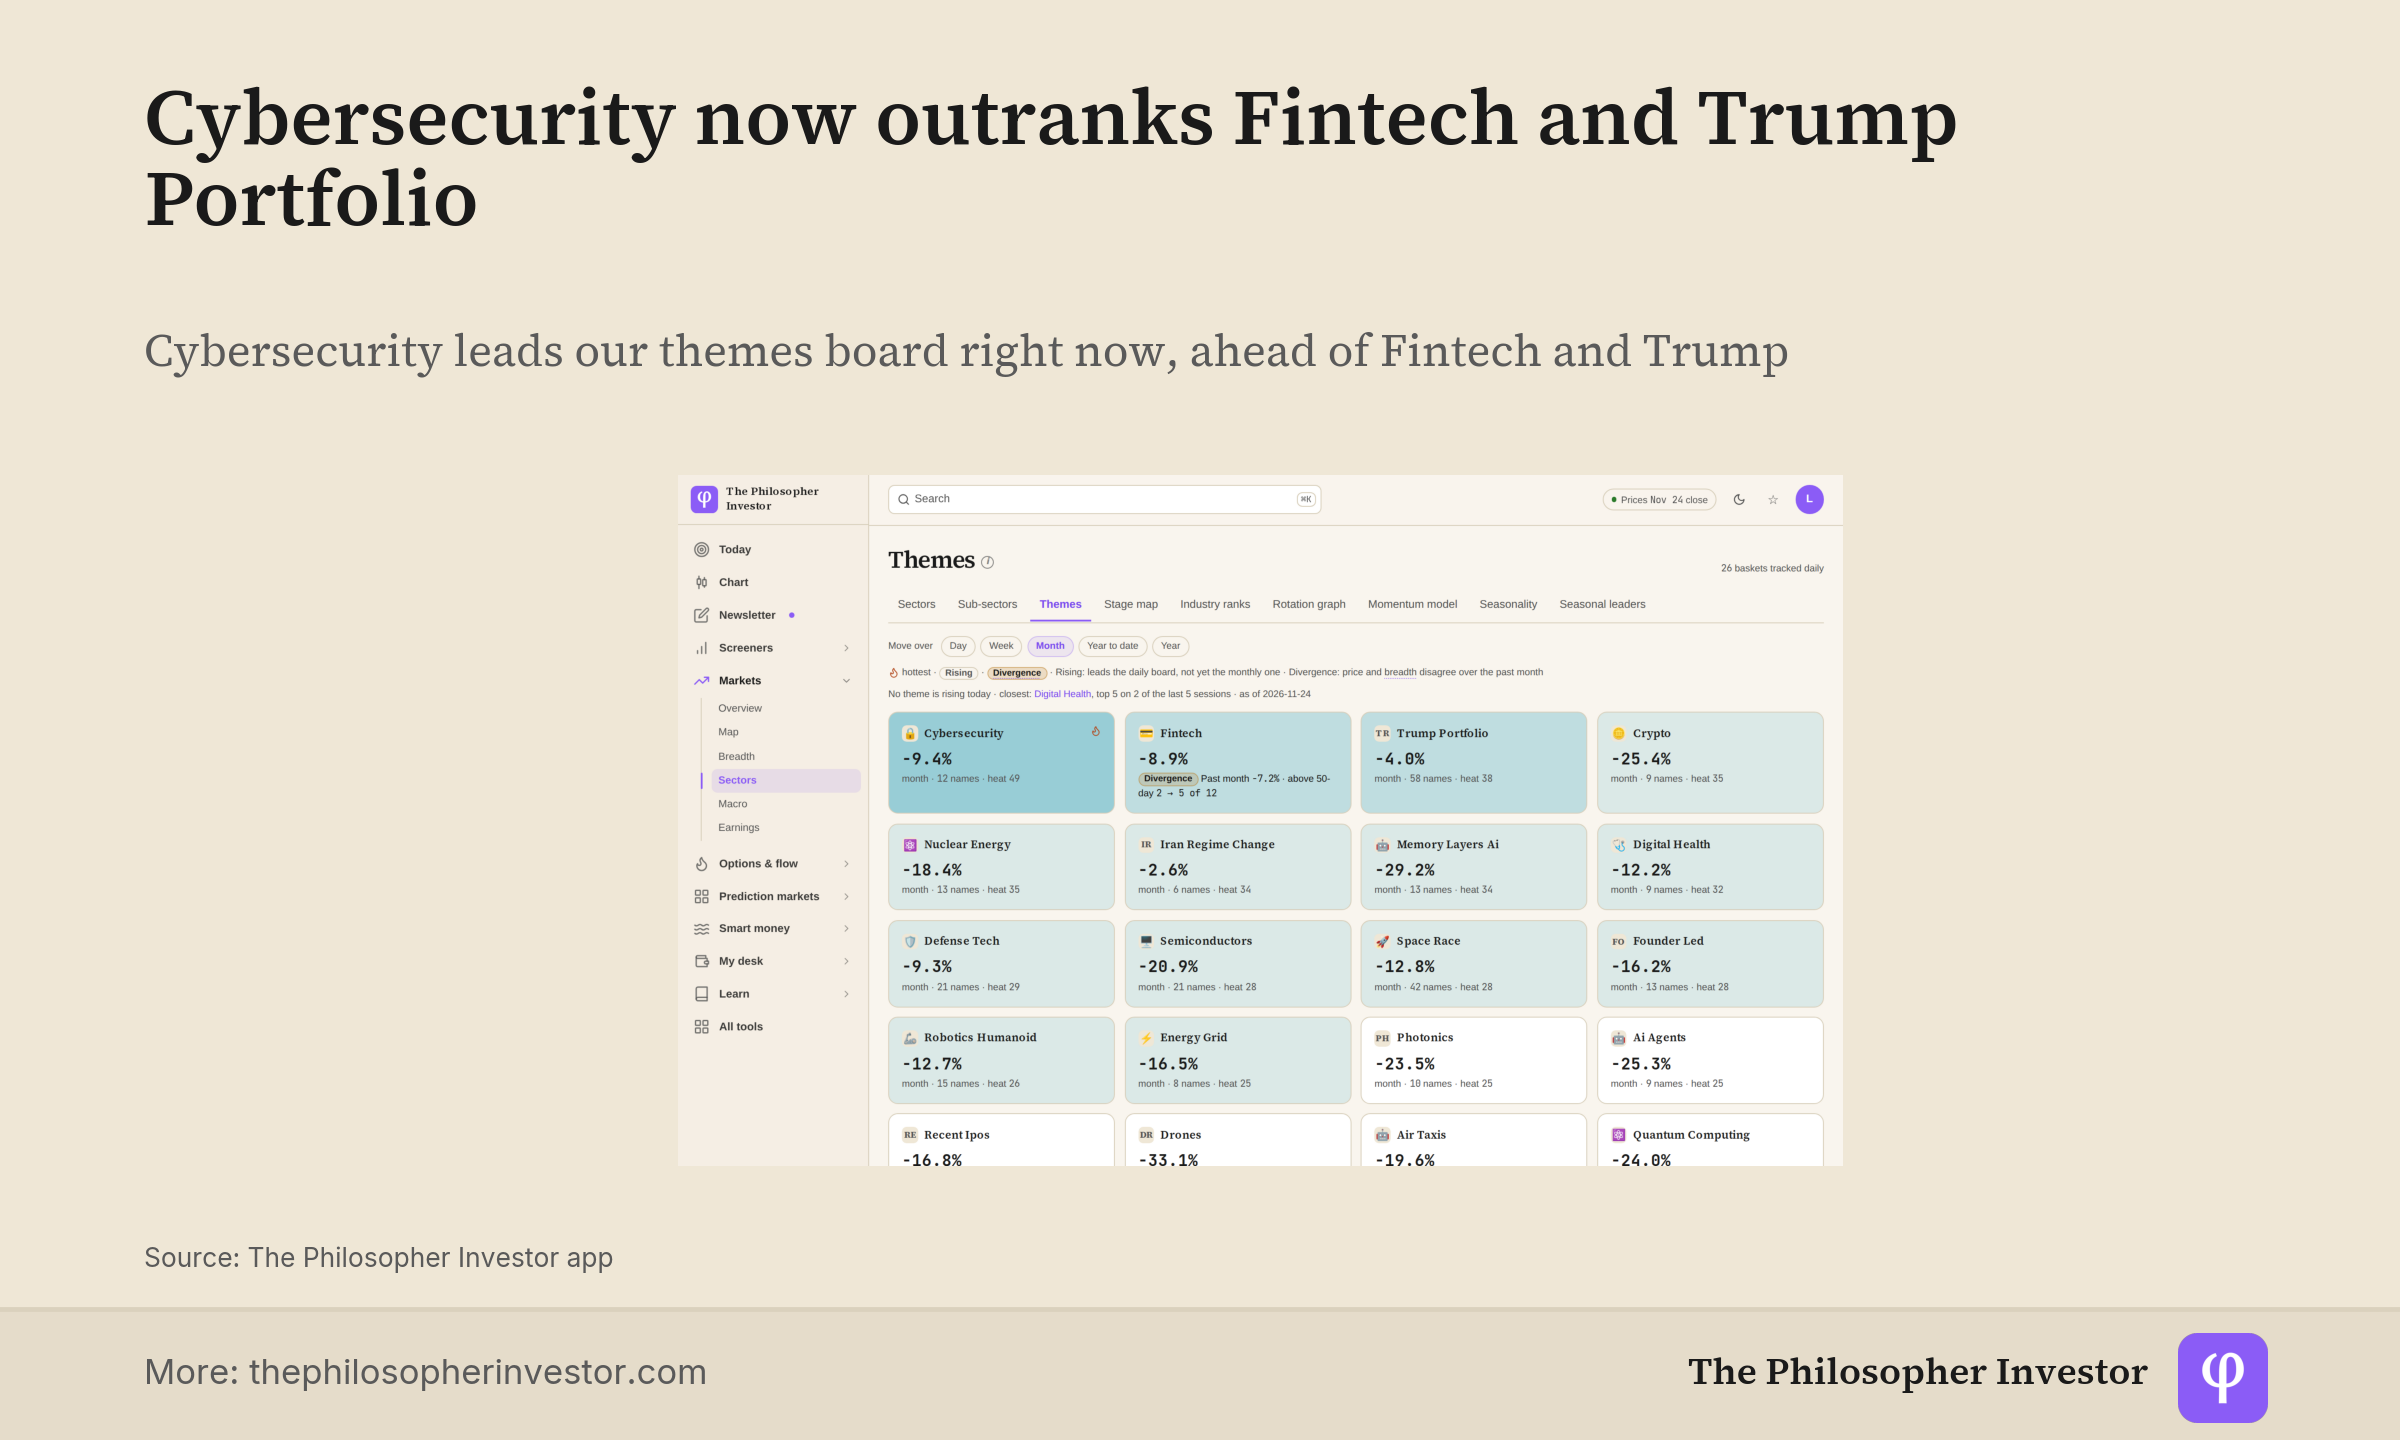 Cybersecurity now outranks Fintech and Trump
Portfolio
Cybersecurity leads our themes board right now, ahead of Fintech and Trump
φ
The Philosopher
Investor
Search
⌘K
Prices Nov 24 close
L
Today
Chart
Newsletter
Screeners
Markets
Overview
Map
Breadth
Sectors
Macro
Earnings
Options & flow
Prediction markets
Smart money
My desk
Learn
All tools
Themes
26 baskets tracked daily
Sectors Sub-sectors Themes Stage map Industry ranks Rotation graph Momentum model Seasonality Seasonal leaders
Move over Day Week Month Year to date Year
hottest · Rising · Divergence · Rising: leads the daily board, not yet the monthly one · Divergence: price and breadth disagree over the past month
No theme is rising today · closest: Digital Health, top 5 on 2 of the last 5 sessions · as of 2026-11-24
Cybersecurity
-9.4%
month · 12 names · heat 49
Fintech
-8.9%
Divergence Past month -7.2% · above 50-
day 2 → 5 of 12
TR Trump Portfolio
-4.0%
month · 58 names · heat 38
Crypto
-25.4%
month · 9 names · heat 35
Nuclear Energy
-18.4%
month · 13 names · heat 35
IR Iran Regime Change
-2.6%
month · 6 names · heat 34
Memory Layers Ai
-29.2%
month · 13 names · heat 34
Digital Health
-12.2%
month · 9 names · heat 32
Defense Tech
-9.3%
month · 21 names · heat 29
Semiconductors
-20.9%
month · 21 names · heat 28
Space Race
-12.8%
month · 42 names · heat 28
FO Founder Led
-16.2%
month · 13 names · heat 28
Robotics Humanoid
-12.7%
month · 15 names · heat 26
Energy Grid
-16.5%
month · 8 names · heat 25
PH Photonics
-23.5%
month · 10 names · heat 25
Ai Agents
-25.3%
month · 9 names · heat 25
RE Recent Ipos
-16.8%
DR Drones
-33.1%
Air Taxis
-19.6%
Quantum Computing
-24.0%
Source: The Philosopher Investor app
More: thephilosopherinvestor.com
The Philosopher Investor
φ